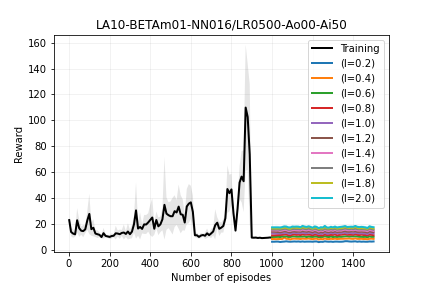 LA10-BETAm01-NN016/LR0500-Ao00-Ai50
160
140
120
100
80
60
40
20
0
Reward
Training
(l=0.2)
(l=0.4)
(l=0.6)
(l=0.8)
(l=1.0)
(l=1.2)
(l=1.4)
(l=1.6)
(l=1.8)
(l=2.0)
0 200 400 600 800 1000 1200 1400
Number of episodes